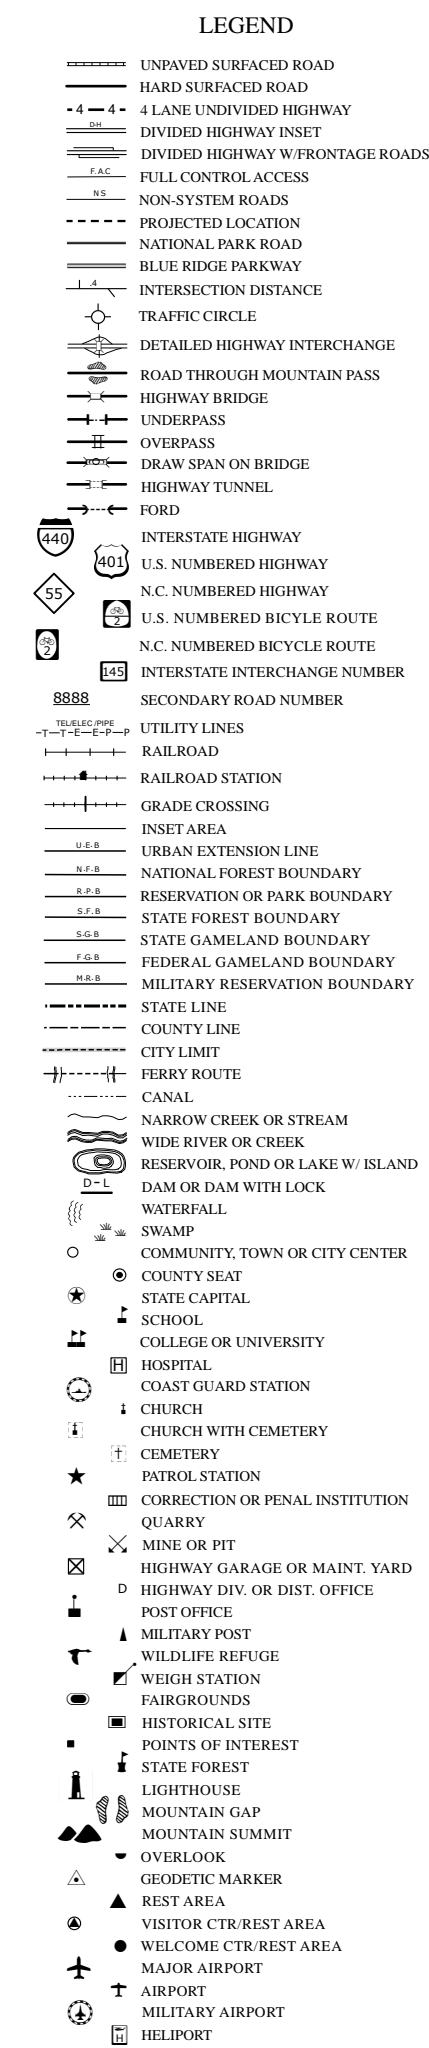 LEGEND
UNPAVED SURFACED ROAD
HARD SURFACED ROAD
4 4 4 LANE UNDIVIDED HIGHWAY
D-H DIVIDED HIGHWAY INSET
DIVIDED HIGHWAY W/FRONTAGE ROADS
F.A.C FULL CONTROL ACCESS
N S NON-SYSTEM ROADS
PROJECTED LOCATION
NATIONAL PARK ROAD
BLUE RIDGE PARKWAY
.4 INTERSECTION DISTANCE
TRAFFIC CIRCLE
DETAILED HIGHWAY INTERCHANGE
ROAD THROUGH MOUNTAIN PASS
HIGHWAY BRIDGE
UNDERPASS
OVERPASS
DRAW SPAN ON BRIDGE
HIGHWAY TUNNEL
FORD
440 INTERSTATE HIGHWAY
401 U.S. NUMBERED HIGHWAY
55 N.C. NUMBERED HIGHWAY
2 U.S. NUMBERED BICYLE ROUTE
2 N.C. NUMBERED BICYCLE ROUTE
145 INTERSTATE INTERCHANGE NUMBER
8888 SECONDARY ROAD NUMBER
TEL/ELEC/PIPE
–T––T–E––E–P––P UTILITY LINES
RAILROAD
RAILROAD STATION
GRADE CROSSING
INSET AREA
U-E-B URBAN EXTENSION LINE
N-F-B NATIONAL FOREST BOUNDARY
R-P-B RESERVATION OR PARK BOUNDARY
S.F.B STATE FOREST BOUNDARY
S-G-B STATE GAMELAND BOUNDARY
F-G-B FEDERAL GAMELAND BOUNDARY
M-R-B MILITARY RESERVATION BOUNDARY
STATE LINE
COUNTY LINE
CITY LIMIT
FERRY ROUTE
CANAL
NARROW CREEK OR STREAM
WIDE RIVER OR CREEK
RESERVOIR, POND OR LAKE W/ ISLAND
D-L DAM OR DAM WITH LOCK
WATERFALL
SWAMP
COMMUNITY, TOWN OR CITY CENTER
COUNTY SEAT
STATE CAPITAL
SCHOOL
COLLEGE OR UNIVERSITY
H HOSPITAL
COAST GUARD STATION
CHURCH
CHURCH WITH CEMETERY
CEMETERY
PATROL STATION
CORRECTION OR PENAL INSTITUTION
QUARRY
MINE OR PIT
HIGHWAY GARAGE OR MAINT. YARD
D HIGHWAY DIV. OR DIST. OFFICE
POST OFFICE
MILITARY POST
WILDLIFE REFUGE
WEIGH STATION
FAIRGROUNDS
HISTORICAL SITE
POINTS OF INTEREST
STATE FOREST
LIGHTHOUSE
MOUNTAIN GAP
MOUNTAIN SUMMIT
OVERLOOK
GEODETIC MARKER
REST AREA
VISITOR CTR/REST AREA
WELCOME CTR/REST AREA
MAJOR AIRPORT
AIRPORT
MILITARY AIRPORT
H HELIPORT